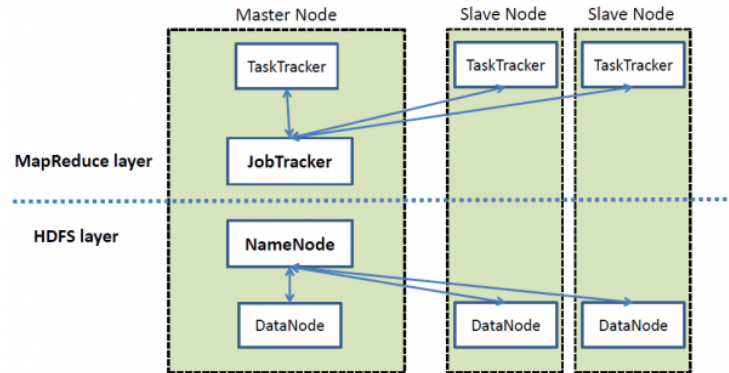 Master Node
Slave Node
Slave Node
TaskTracker
TaskTracker
TaskTracker
MapReduce layer
JobTracker
HDFS layer
NameNode
DataNode
DataNode
DataNode